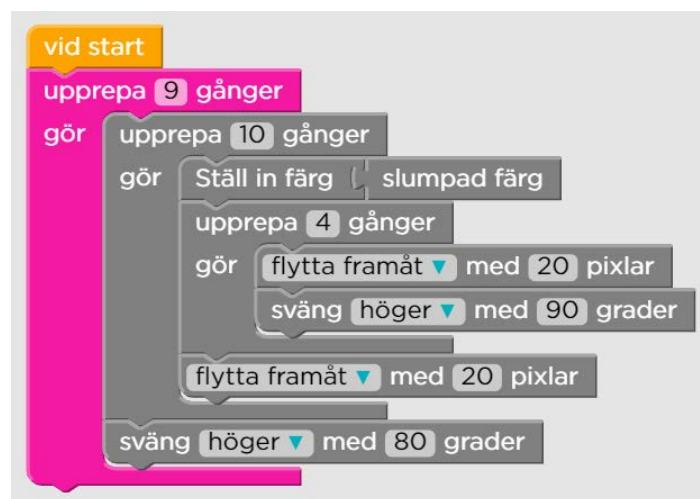 vid start
upprepa 9 gånger
gör upprepa 10 gånger
gör Ställ in färg slumpad färg
upprepa 4 gånger
gör flytta framåt med 20 pixlar
sväng höger med 90 grader
flytta framåt med 20 pixlar
sväng höger med 80 grader